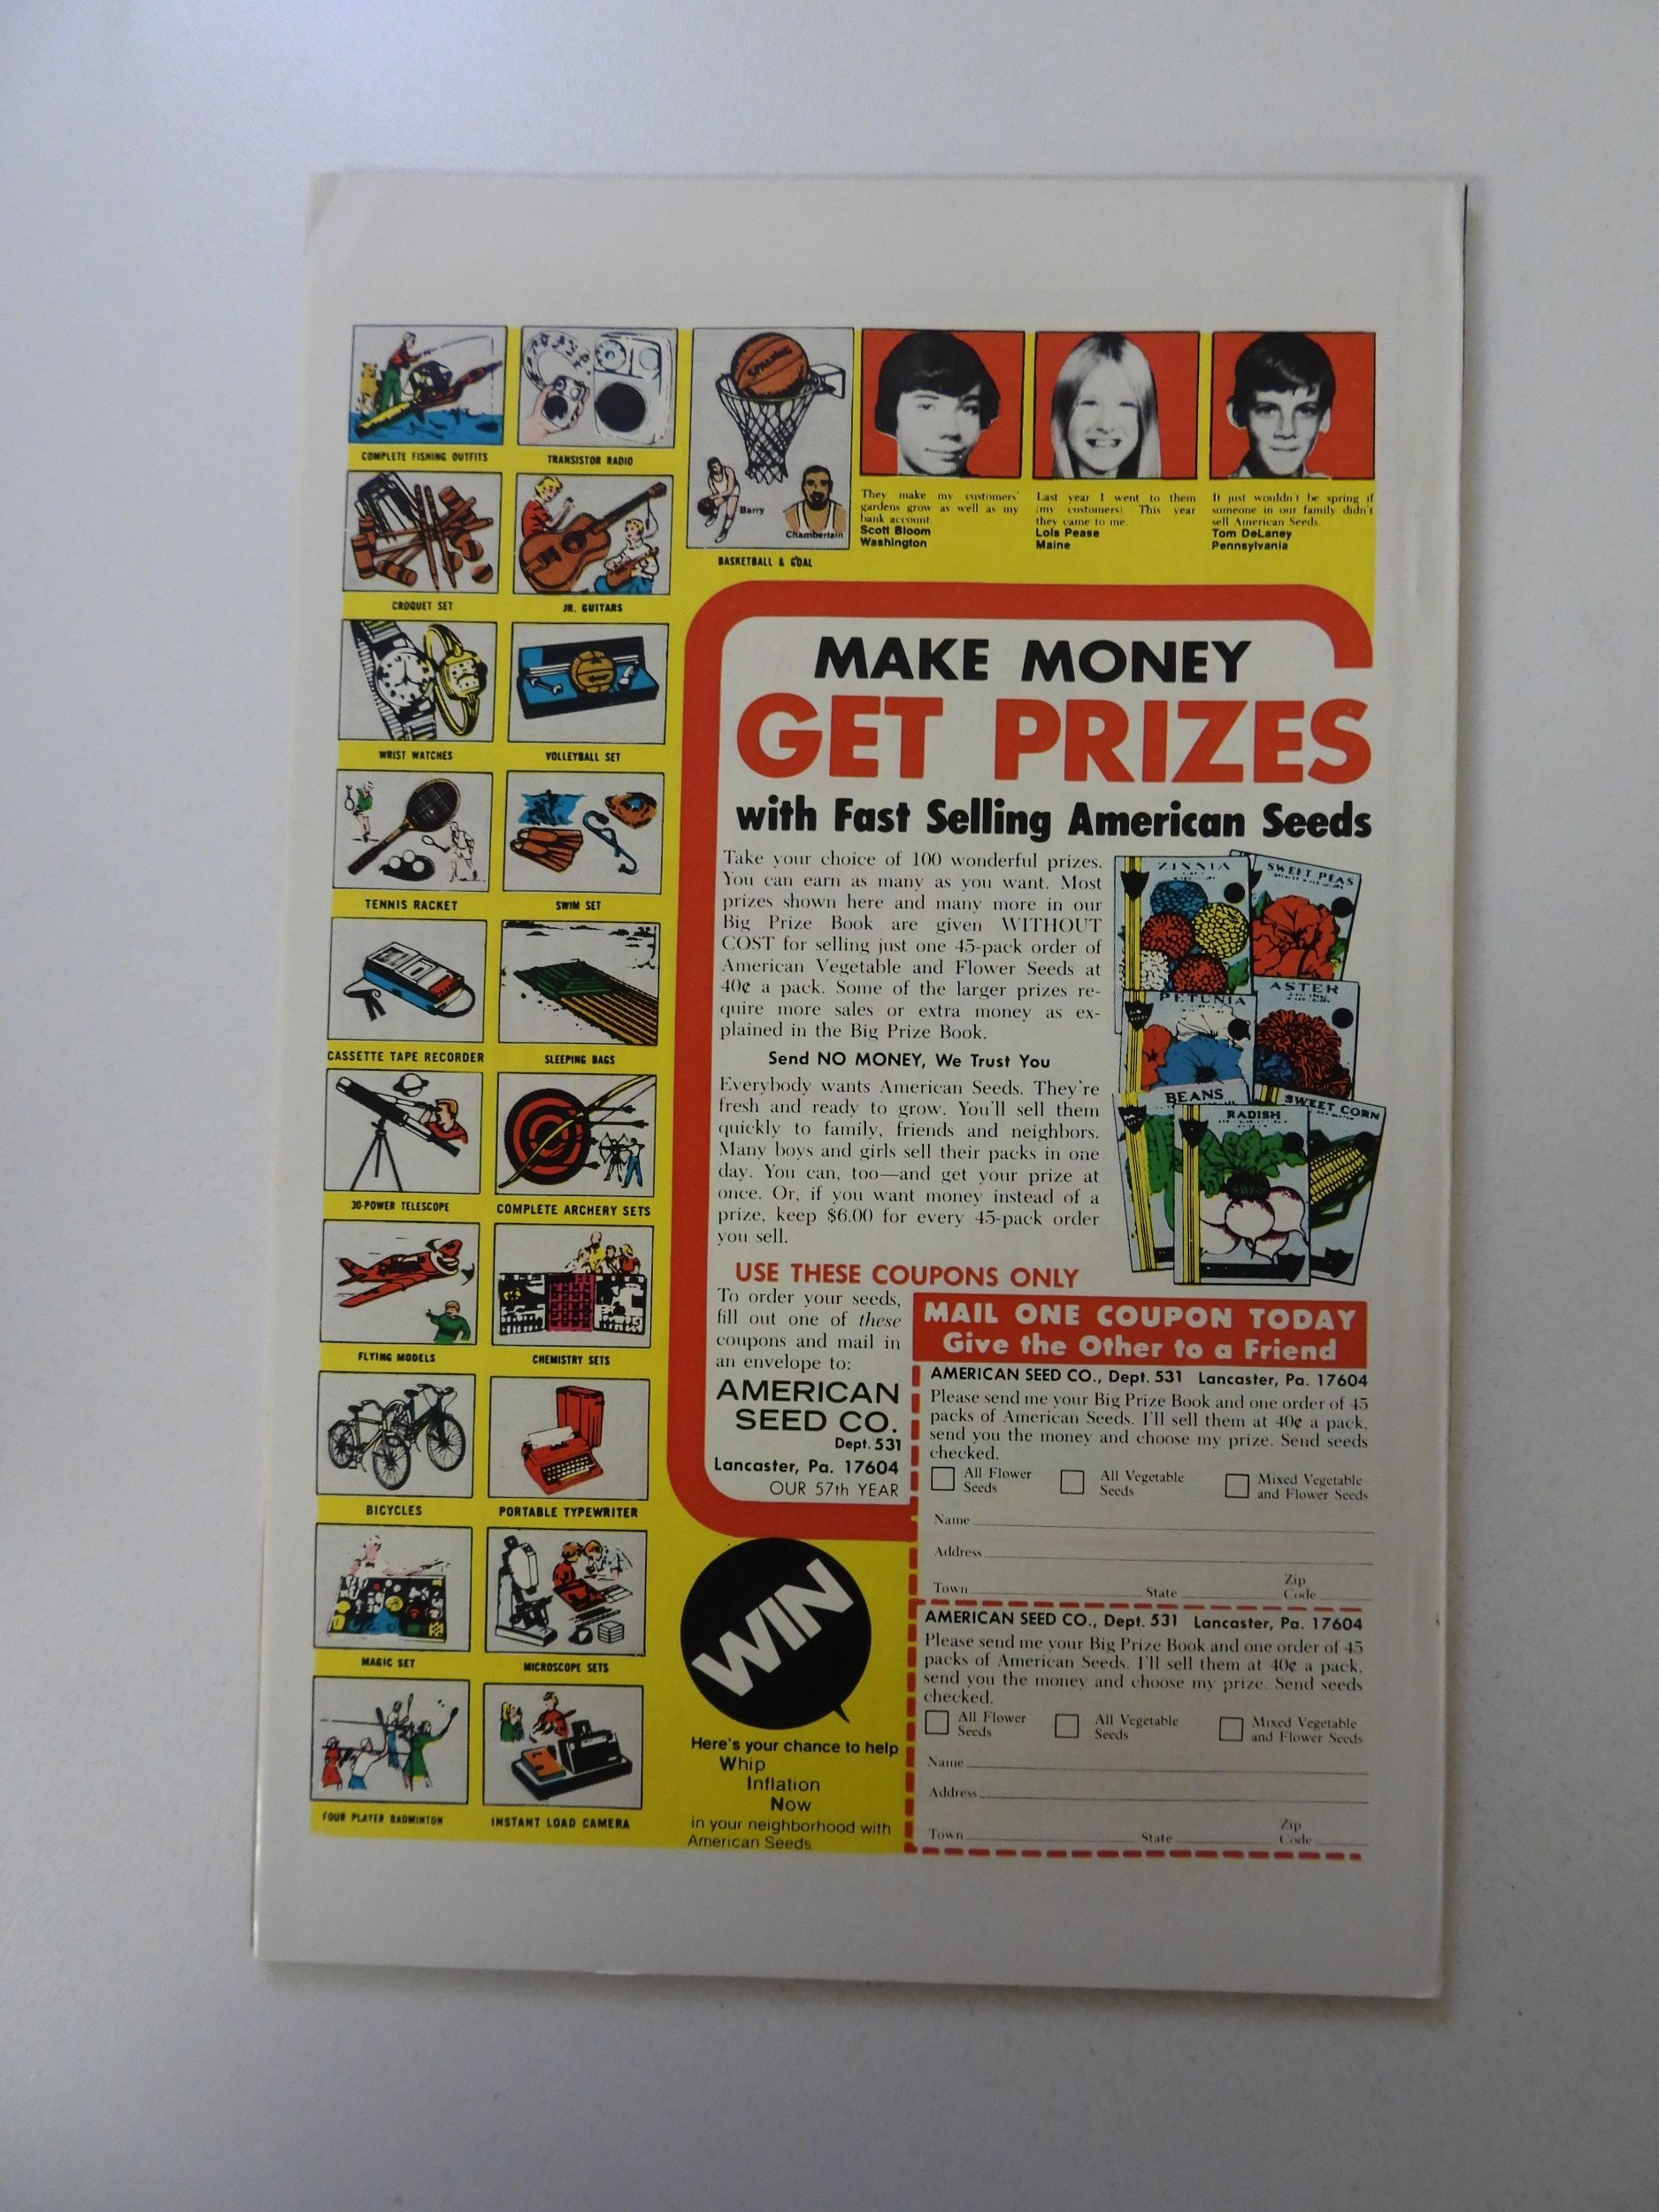 COMPLETE FISHING OUTFITS
TRANSISTOR RADIO
CROQUET SET
JR. GUITARS
WRIST WATCHES
VOLLEYBALL SET
TENNIS RACKET
SWIM SET
CASSETTE TAPE RECORDER
SLEEPING BAGS
30-POWER TELESCOPE
COMPLETE ARCHERY SETS
FLYING MODELS
CHEMISTRY SETS
BICYCLES
PORTABLE TYPEWRITER
MAGIC SET
MICROSCOPE SETS
FOUR PLAYER BADMINTON
INSTANT LOAD CAMERA
SPALDING
Barry
Chamberlain
BASKETBALL & GOAL
They make my customers'
gardens grow as well as my
bank account.
Scott Bloom
Washington
Last year I went to them
(my customers). This year
they came to me.
Lois Pease
Maine
It just wouldn't be spring if
someone in our family didn't
sell American Seeds.
Tom DeLaney
Pennsylvania
MAKE MONEY
GET PRIZES
with Fast Selling American Seeds
Take your choice of 100 wonderful prizes.
You can earn as many as you want. Most
prizes shown here and many more in our
Big Prize Book are given WITHOUT
COST for selling just one 45-pack order of
American Vegetable and Flower Seeds at
40¢ a pack. Some of the larger prizes re-
quire more sales or extra money as ex-
plained in the Big Prize Book.
Send NO MONEY, We Trust You
Everybody wants American Seeds. They're
fresh and ready to grow. You'll sell them
quickly to family, friends and neighbors.
Many boys and girls sell their packs in one
day. You can, too—and get your prize at
once. Or, if you want money instead of a
prize, keep $6.00 for every 45-pack order
you sell.
ZINNIA
SWEET PEAS
PETUNIA
ASTER
BEANS
RADISH
SWEET CORN
USE THESE COUPONS ONLY
To order your seeds,
fill out one of these
coupons and mail in
an envelope to:
AMERICAN
SEED CO.
Dept. 531
Lancaster, Pa. 17604
OUR 57th YEAR
MAIL ONE COUPON TODAY
Give the Other to a Friend
AMERICAN SEED CO., Dept. 531 Lancaster, Pa. 17604
Please send me your Big Prize Book and one order of 45
packs of American Seeds. I'll sell them at 40¢ a pack,
send you the money and choose my prize. Send seeds
checked.
All Flower Seeds
All Vegetable Seeds
Mixed Vegetable and Flower Seeds
Name
Address
Town State Zip Code
AMERICAN SEED CO., Dept. 531 Lancaster, Pa. 17604
Please send me your Big Prize Book and one order of 45
packs of American Seeds. I'll sell them at 40¢ a pack,
send you the money and choose my prize. Send seeds
checked.
All Flower Seeds
All Vegetable Seeds
Mixed Vegetable and Flower Seeds
Name
Address
Town State Zip Code
WIN
Here's your chance to help
Whip
Inflation
Now
in your neighborhood with
American Seeds